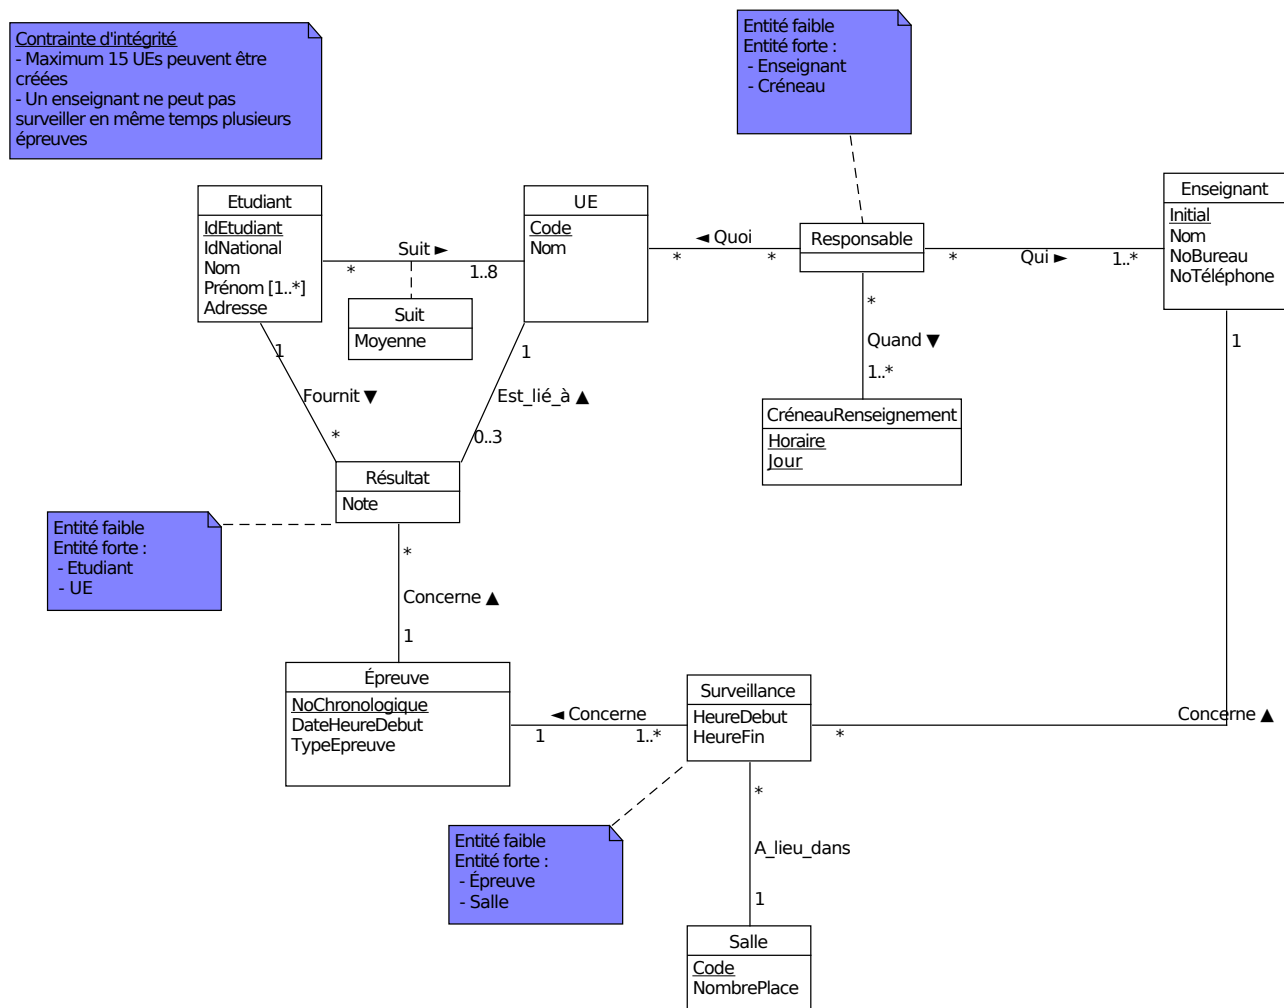 Contrainte d'intégrité
- Maximum 15 UEs peuvent être
créées
- Un enseignant ne peut pas
surveiller en même temps plusieurs
épreuves
Entité faible
Entité forte :
- Enseignant
- Créneau
Etudiant
IdEtudiant
IdNational
Nom
Prénom [1..*]
Adresse
Suit ►
*
1..8
Suit
Moyenne
UE
Code
Nom
◄ Quoi
*
*
Responsable
*
Qui ►
1..*
Enseignant
Initial
Nom
NoBureau
NoTéléphone
*
Quand ▼
1..*
CréneauRenseignement
Horaire
Jour
1
1
Fournit ▼
*
1
Est_lié_à ▲
0..3
Résultat
Note
Entité faible
Entité forte :
- Etudiant
- UE
*
Concerne ▲
1
Épreuve
NoChronologique
DateHeureDebut
TypeEpreuve
◄ Concerne
1
1..*
Surveillance
HeureDebut
HeureFin
*
Concerne ▲
Entité faible
Entité forte :
- Épreuve
- Salle
*
A_lieu_dans
1
Salle
Code
NombrePlace